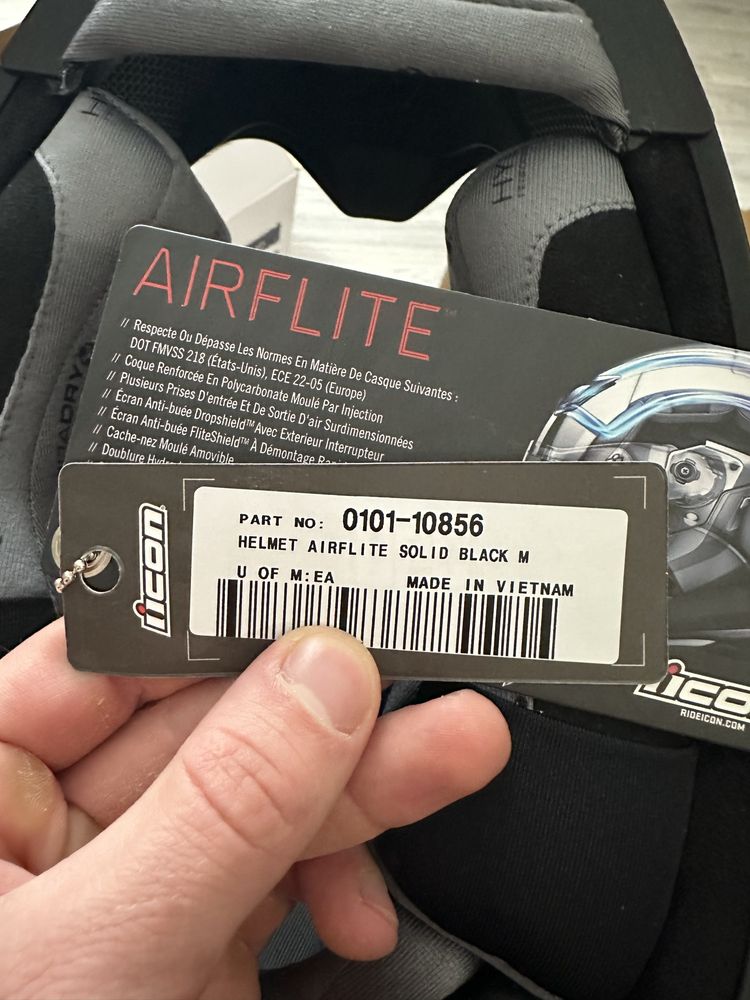 AIRFLITE™
// Respecte Ou Dépasse Les Normes En Matière De Casque Suivantes :
DOT FMVSS 218 (États-Unis), ECE 22-05 (Europe)
// Coque Renforcée En Polycarbonate Moulé Par Injection
// Plusieurs Prises D'entrée Et De Sortie D'air Surdimensionnées
// Écran Anti-buée Dropshield™ Avec Exterieur Interrupteur
// Écran Anti-buée FliteShield™ À Démontage
// Cache-nez Moulé Amovible
// Doublure
icon
PART NO: 0101-10856
HELMET AIRFLITE SOLID BLACK M
U OF M:EA MADE IN VIETNAM
RIDEICON.COM